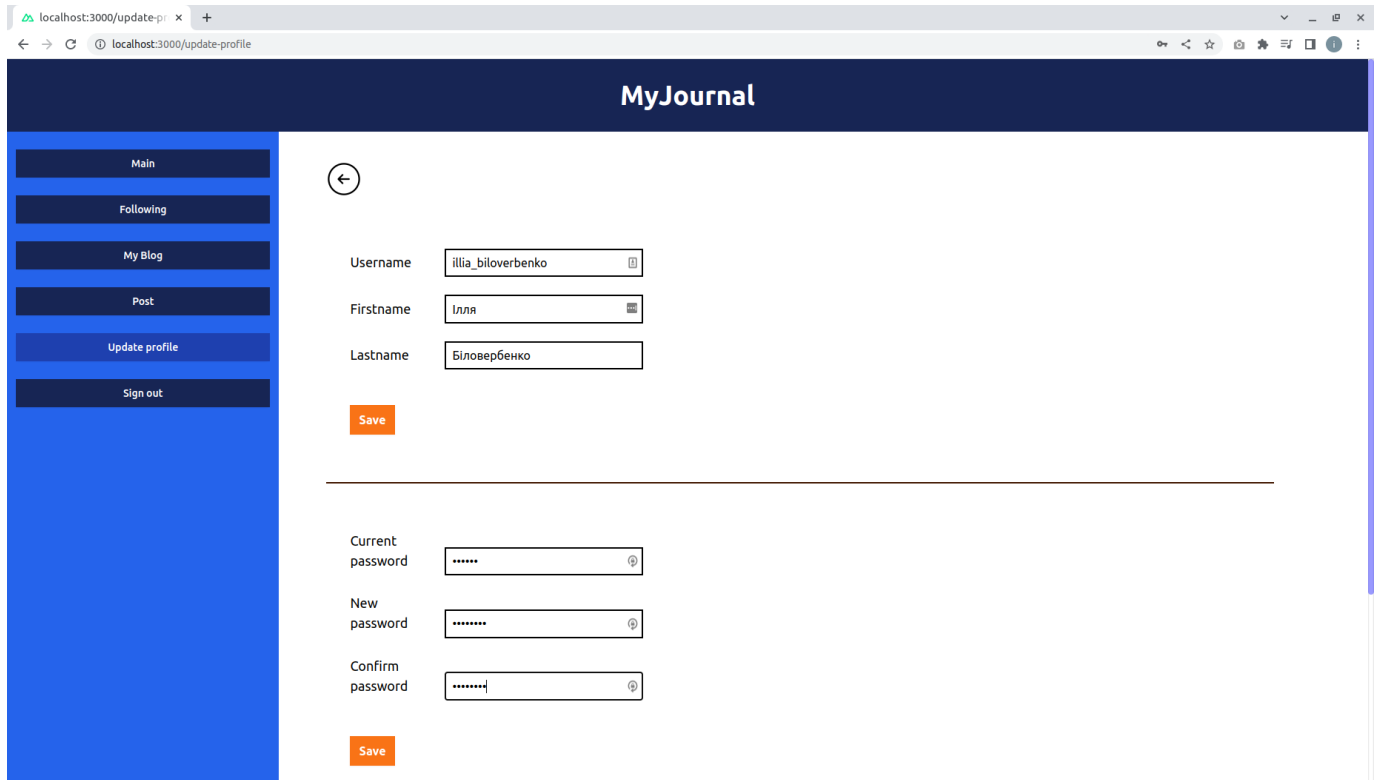 localhost:3000/update-pr
localhost:3000/update-profile
MyJournal
Main
Following
My Blog
Post
Update profile
Sign out
Username
illia_biloverbenko
Firstname
Ілля
Lastname
Біловербенко
Save
Current
password
••••••
New
password
••••••••
Confirm
password
••••••••
Save